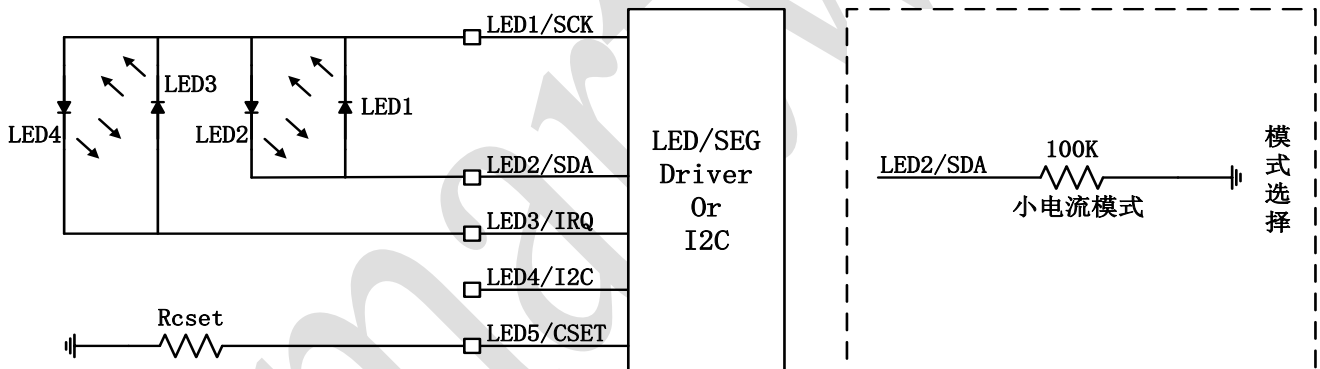 LED1/SCK
LED3
LED1
LED4
LED2
LED2/SDA
LED3/IRQ
LED4/I2C
Rcset
LED5/CSET
LED/SEG
Driver
Or
I2C
LED2/SDA
100K
小电流模式
模式选择